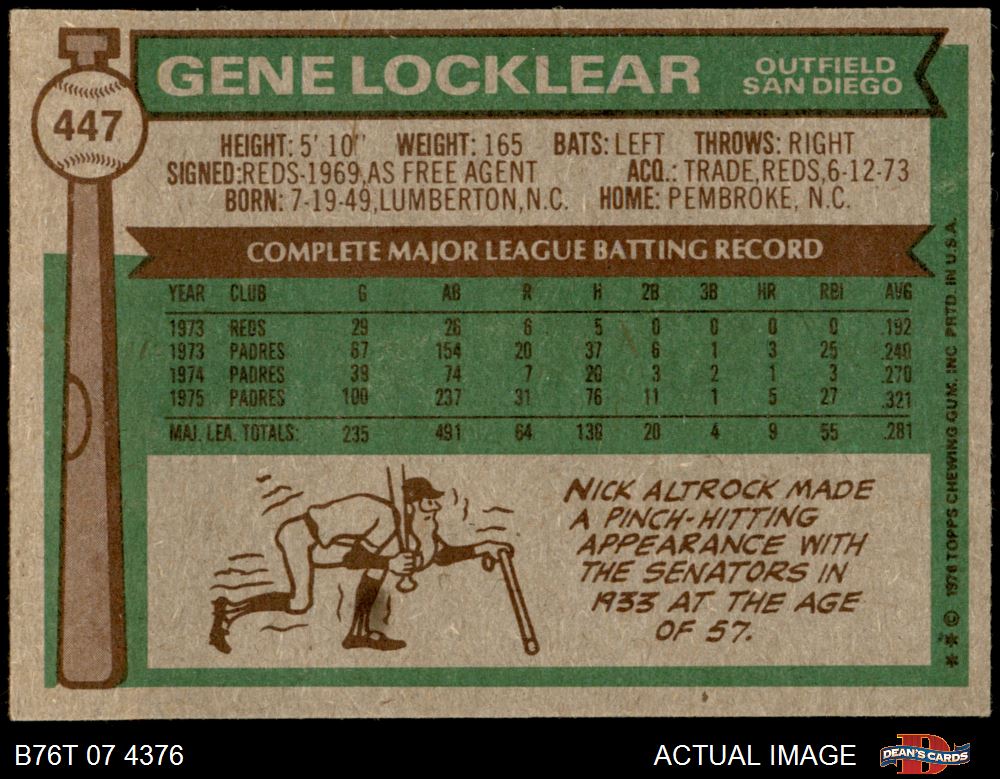 447
GENE LOCKLEAR
OUTFIELD
SAN DIEGO
HEIGHT: 5' 10" WEIGHT: 165 BATS: LEFT THROWS: RIGHT
SIGNED: REDS-1969, AS FREE AGENT ACQ.: TRADE, REDS, 6-12-73
BORN: 7-19-49, LUMBERTON, N.C. HOME: PEMBROKE, N.C.
COMPLETE MAJOR LEAGUE BATTING RECORD
YEAR CLUB G AB R H 2B 3B HR RBI AVG
1973 REDS 29 26 6 5 0 0 0 0 .192
1973 PADRES 67 154 20 37 6 1 3 25 .240
1974 PADRES 39 74 7 20 3 2 1 3 .270
1975 PADRES 100 237 31 76 11 1 5 27 .321
MAJ. LEA. TOTALS: 235 491 64 138 20 4 9 55 .281
NICK ALTROCK MADE
A PINCH-HITTING
APPEARANCE WITH
THE SENATORS IN
1933 AT THE AGE
OF 57.
* * © 1976 TOPPS CHEWING GUM, INC. PRTD. IN U.S.A.
B76T 07 4376
ACTUAL IMAGE
D
DEAN'S CARDS